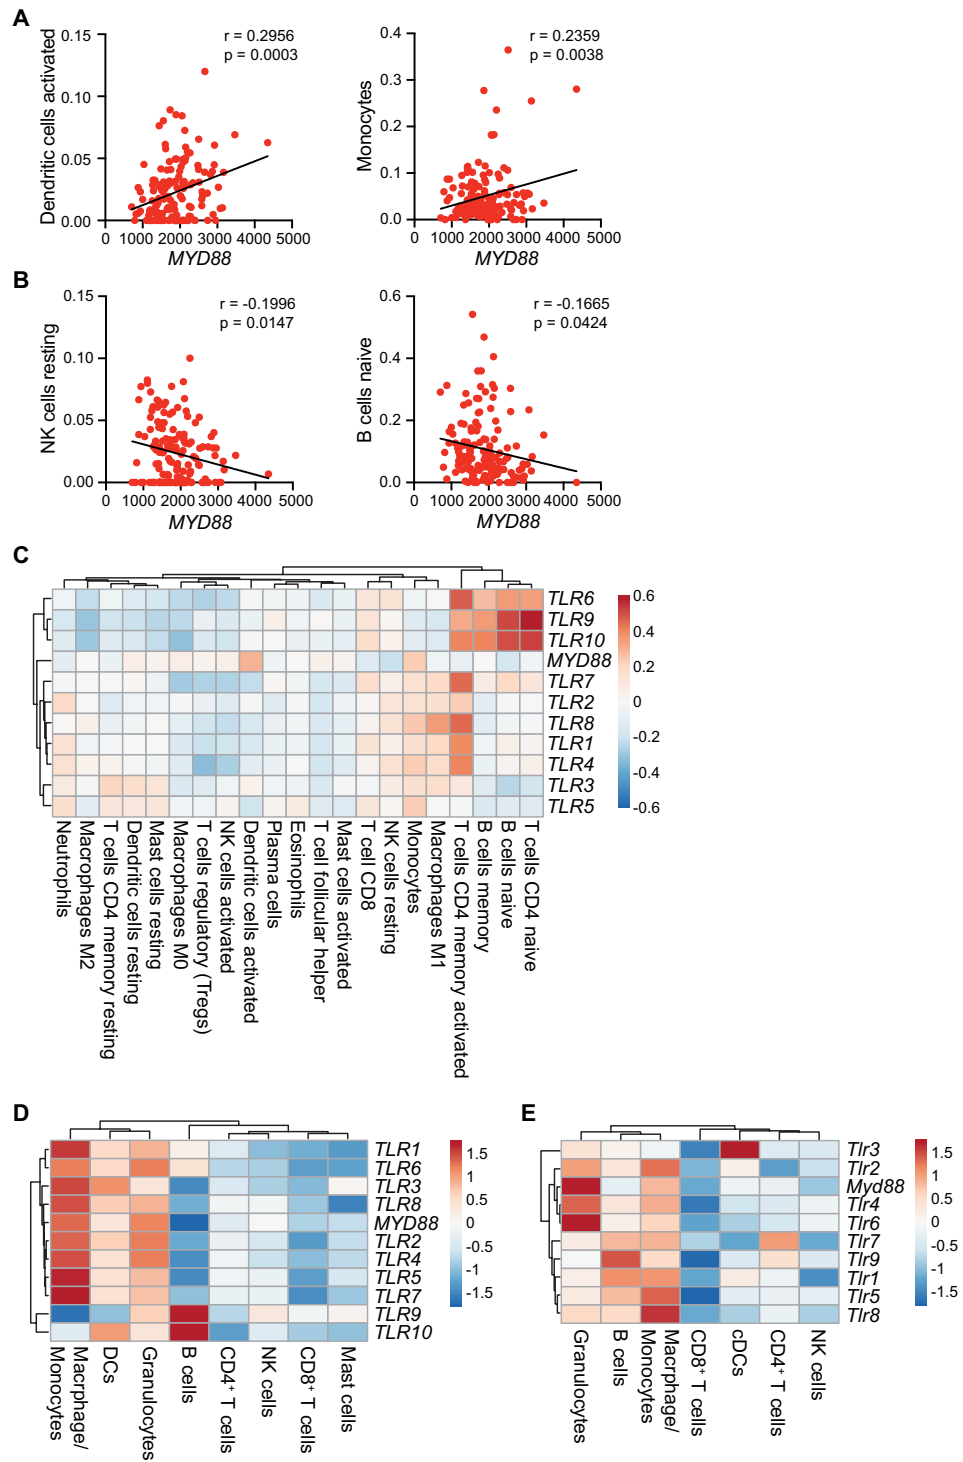 A
0.15
0.10
0.05
0.00
0 1000 2000 3000 4000 5000
Dendritic cells activated
MYD88
r = 0.2956
p = 0.0003
0.4
0.3
0.2
0.1
0.0
0 1000 2000 3000 4000 5000
Monocytes
MYD88
r = 0.2359
p = 0.0038
B
0.15
0.10
0.05
0.00
0 1000 2000 3000 4000 5000
NK cells resting
MYD88
r = -0.1996
p = 0.0147
0.6
0.4
0.2
0.0
0 1000 2000 3000 4000 5000
B cells naive
MYD88
r = -0.1665
p = 0.0424
C
TLR6
TLR9
TLR10
MYD88
TLR7
TLR2
TLR8
TLR1
TLR4
TLR3
TLR5
0.6
0.4
0.2
0
-0.2
-0.4
-0.6
Neutrophils
Macrophages M2
T cells CD4 memory resting
Dendritic cells resting
Mast cells resting
Macrophages M0
T cells regulatory (Tregs)
NK cells activated
Dendritic cells activated
Plasma cells
Eosinophils
T cell follicular helper
Mast cells activated
T cell CD8
NK cells resting
Monocytes
Macrophages M1
T cells CD4 memory activated
B cells memory
B cells naive
T cells CD4 naive
D
TLR1
TLR6
TLR3
TLR8
MYD88
TLR2
TLR4
TLR5
TLR7
TLR9
TLR10
1.5
1
0.5
0
-0.5
-1
-1.5
Macrphage/
Monocytes
DCs
Granulocytes
B cells
CD4⁺ T cells
NK cells
CD8⁺ T cells
Mast cells
E
Tlr3
Tlr2
Myd88
Tlr4
Tlr6
Tlr7
Tlr9
Tlr1
Tlr5
Tlr8
1.5
1
0.5
0
-0.5
-1
-1.5
Granulocytes
B cells
Macrphage/
Monocytes
CD8⁺ T cells
cDCs
CD4⁺ T cells
NK cells